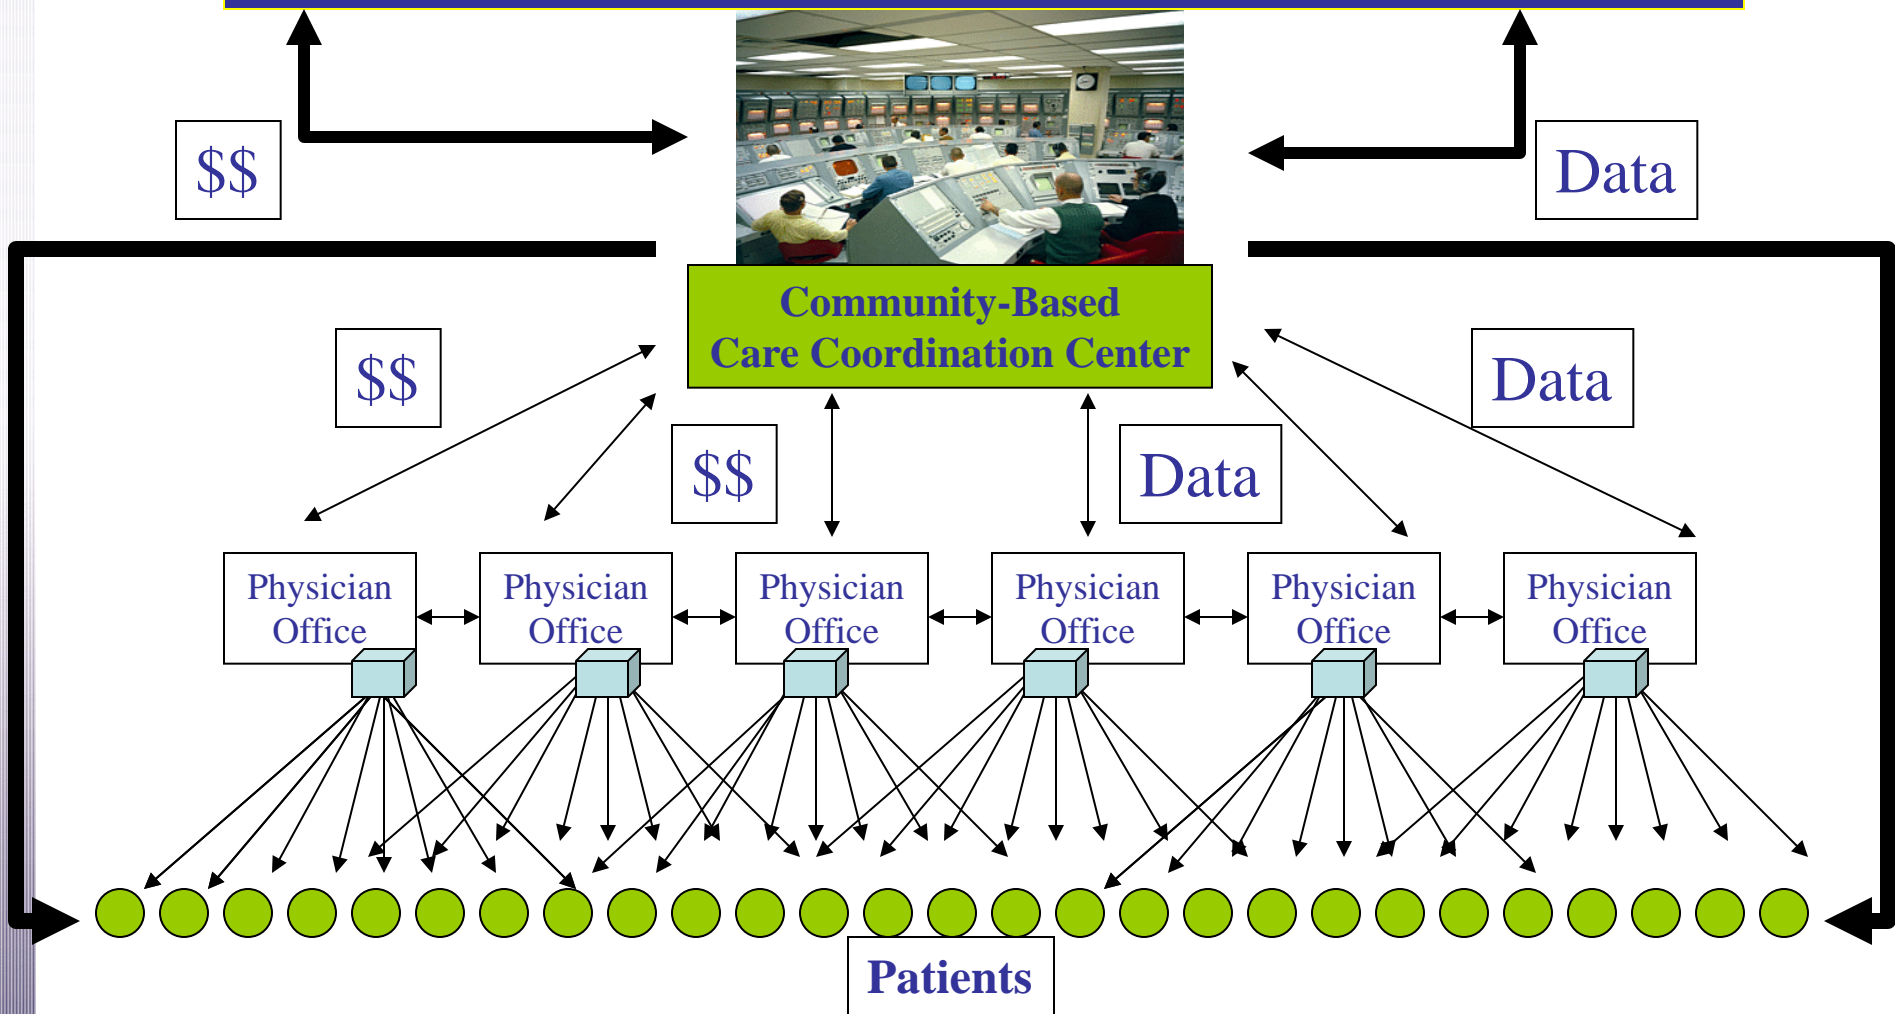 $$
Data
Community-Based
Care Coordination Center
$$
Data
$$
Data
Physician
Office
Physician
Office
Physician
Office
Physician
Office
Physician
Office
Physician
Office
Patients